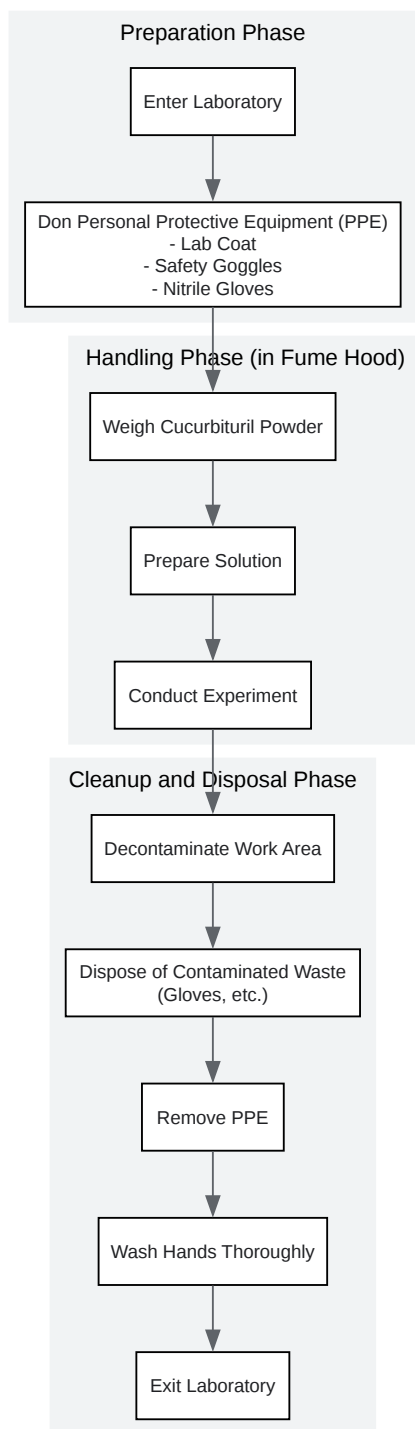 Preparation Phase
Enter Laboratory
Don Personal Protective Equipment (PPE)
- Lab Coat
- Safety Goggles
- Nitrile Gloves
Handling Phase (in Fume Hood)
Weigh Cucurbituril Powder
Prepare Solution
Conduct Experiment
Cleanup and Disposal Phase
Decontaminate Work Area
Dispose of Contaminated Waste
(Gloves, etc.)
Remove PPE
Wash Hands Thoroughly
Exit Laboratory